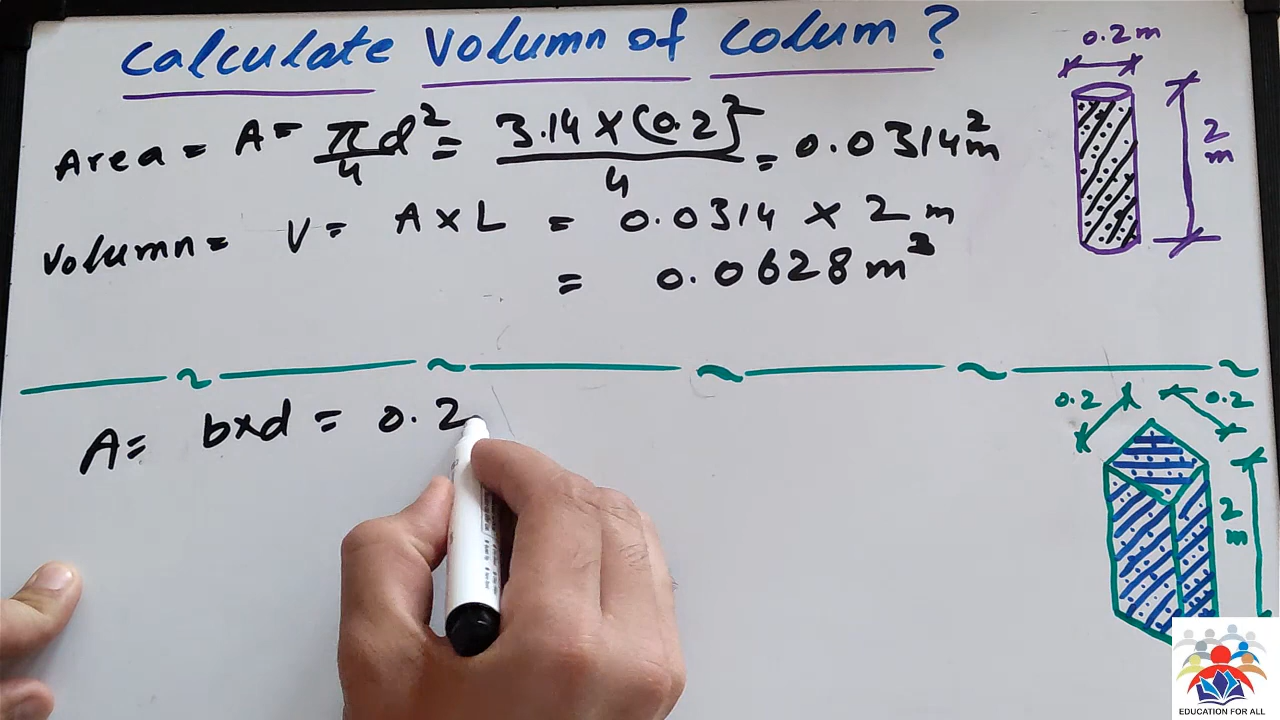 Calculate Volumn of Colum ?
0.2 m
Area = A = πd²/4 = 3.14 × (0.2)²/4 = 0.0314 m²
2 m
Volumn = V = A × L = 0.0314 × 2 m
= 0.0628 m³
0.2 0.2
A = b×d = 0.2
2 m
EDUCATION FOR ALL